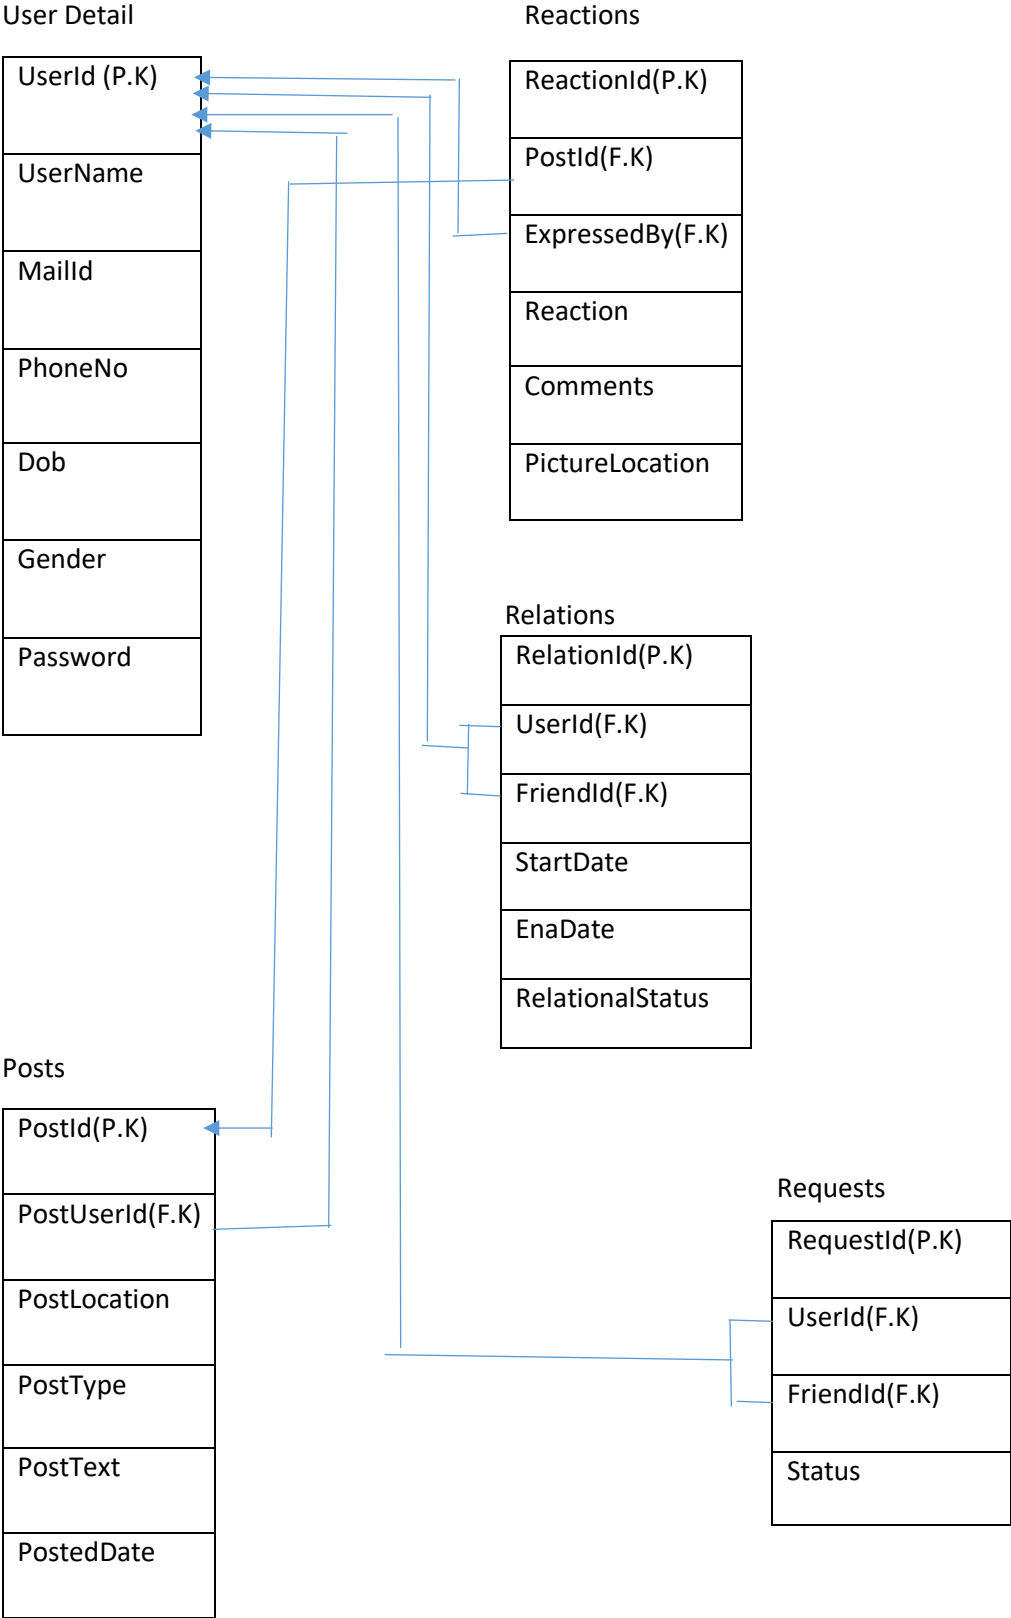 User Detail
UserId (P.K)
UserName
MailId
PhoneNo
Dob
Gender
Password
Reactions
ReactionId(P.K)
PostId(F.K)
ExpressedBy(F.K)
Reaction
Comments
PictureLocation
Relations
RelationId(P.K)
UserId(F.K)
FriendId(F.K)
StartDate
EnaDate
RelationalStatus
Posts
PostId(P.K)
PostUserId(F.K)
PostLocation
PostType
PostText
PostedDate
Requests
RequestId(P.K)
UserId(F.K)
FriendId(F.K)
Status